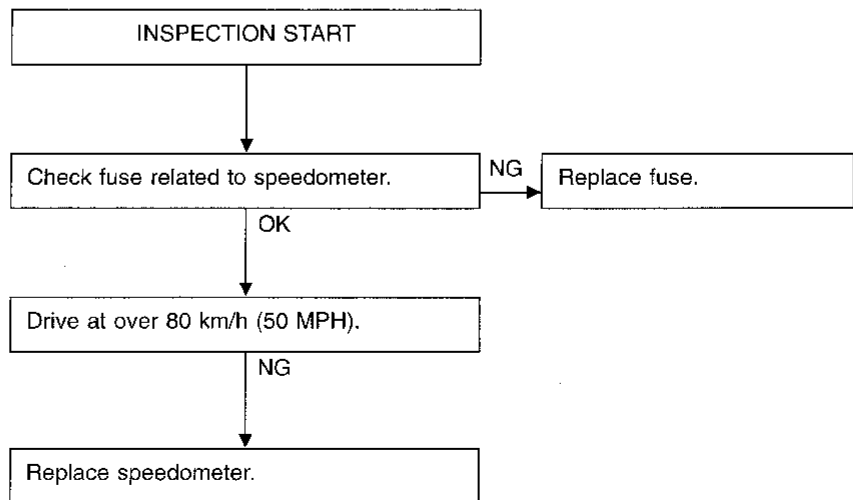 INSPECTION START
Check fuse related to speedometer.
NG
Replace fuse.
OK
Drive at over 80 km/h (50 MPH).
NG
Replace speedometer.